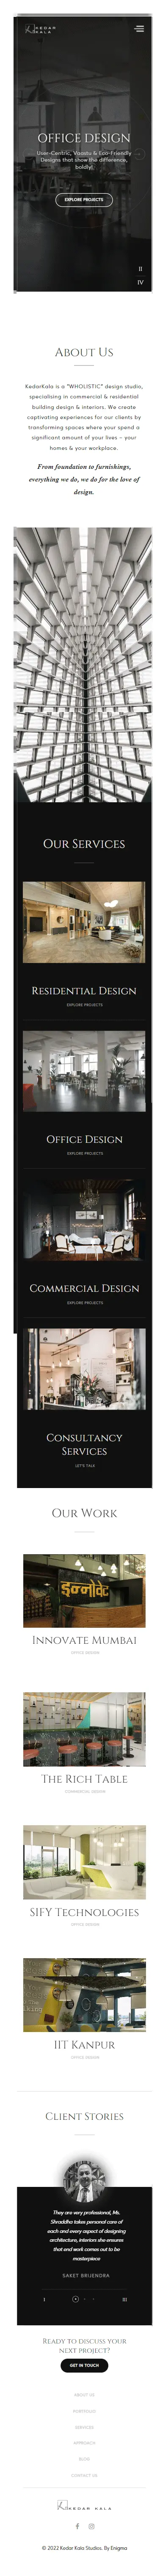 KEDAR
KALA
OFFICE DESIGN
User-Centric, Vaastu & Eco-Friendly
Designs that show the difference,
boldly!
EXPLORE PROJECTS
II
IV
About Us
KedarKala is a "WHOLISTIC" design studio,
specialising in commercial & residential
building design & interiors. We create
captivating experiences for our clients by
transforming spaces where your spend a
significant amount of your lives – your
homes & your workplace.
From foundation to furnishings,
everything we do, we do for the love of
design.
Our Services
Residential Design
EXPLORE PROJECTS
Office Design
EXPLORE PROJECTS
Commercial Design
EXPLORE PROJECTS
Consultancy
Services
LET'S TALK
Our Work
इन्नोवेट
Innovate Mumbai
OFFICE DESIGN
The Rich Table
COMMERCIAL DESIGN
SIFY Technologies
OFFICE DESIGN
IIT Kanpur
OFFICE DESIGN
Client Stories
They are very professional, Ms.
Shraddha takes personal care of
each and every aspect of designing
architecture, interiors she ensures
that end work comes out to be
masterpiece
SAKET BRIJENDRA
I
III
Ready to discuss your
next project?
GET IN TOUCH
ABOUT US
PORTFOLIO
SERVICES
APPROACH
BLOG
CONTACT US
KEDAR KALA
© 2022 Kedar Kala Studios. By Enigma